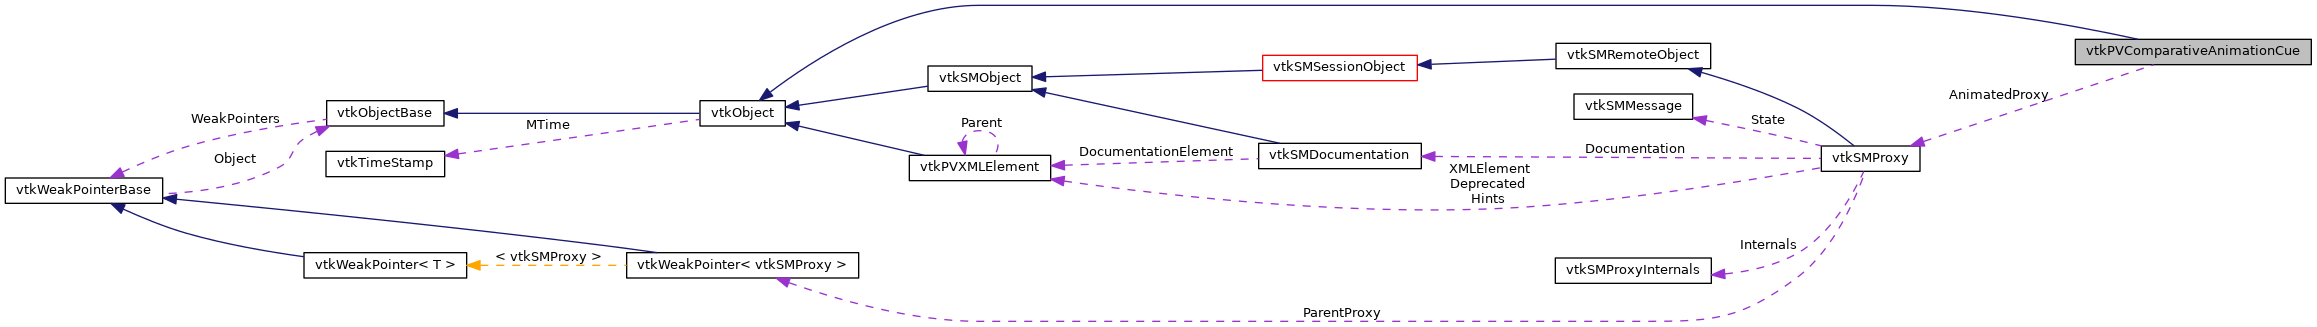 vtkPVComparativeAnimationCue
vtkSMRemoteObject
vtkSMSessionObject
vtkSMObject
AnimatedProxy
vtkSMMessage
vtkObjectBase
vtkObject
WeakPointers
MTime
Parent
State
Object
vtkTimeStamp
DocumentationElement
vtkSMDocumentation
Documentation
vtkSMProxy
vtkPVXMLElement
XMLElement
Deprecated
Hints
vtkWeakPointerBase
Internals
< vtkSMProxy >
vtkWeakPointer< T >
vtkWeakPointer< vtkSMProxy >
vtkSMProxyInternals
ParentProxy